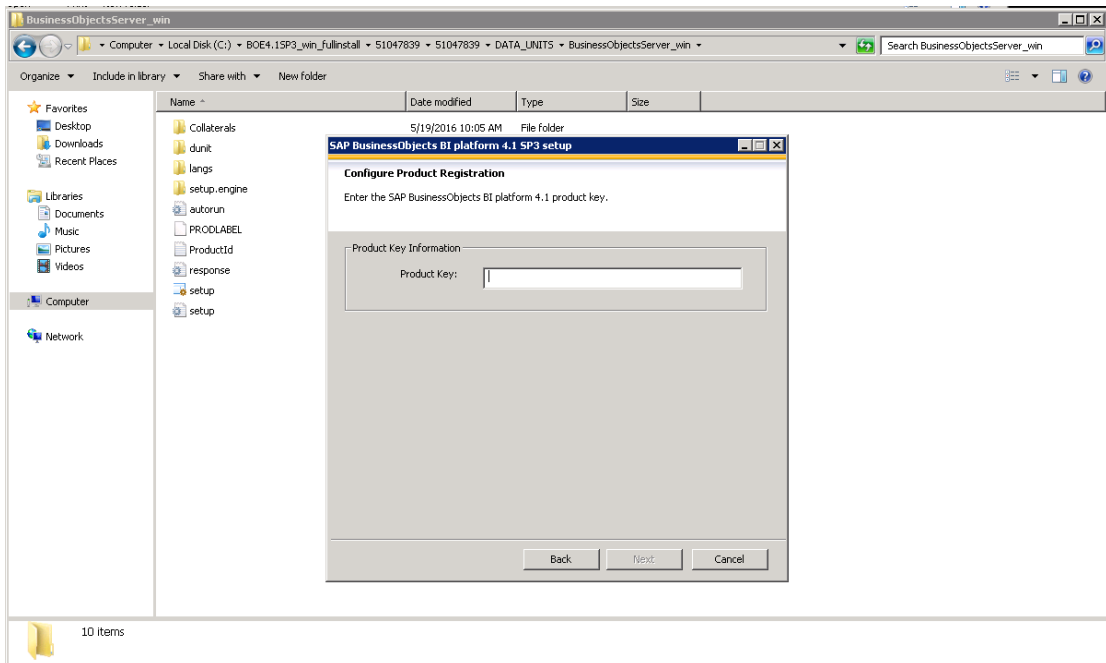 BusinessObjectsServer_win
Computer Local Disk (C:) BOE4.1SP3_win_fullinstall 51047839 51047839 DATA_UNITS BusinessObjectsServer_win
Search BusinessObjectsServer_win
Organize Include in library Share with New folder
Favorites
Desktop
Downloads
Recent Places
Libraries
Documents
Music
Pictures
Videos
Computer
Network
Name Date modified Type Size
Collaterals 5/19/2016 10:05 AM File folder
dunit
langs
setup.engine
autorun
PRODLABEL
ProductId
response
setup
setup
SAP BusinessObjects BI platform 4.1 SP3 setup
Configure Product Registration
Enter the SAP BusinessObjects BI platform 4.1 product key.
Product Key Information
Product Key:
Back Next Cancel
10 items